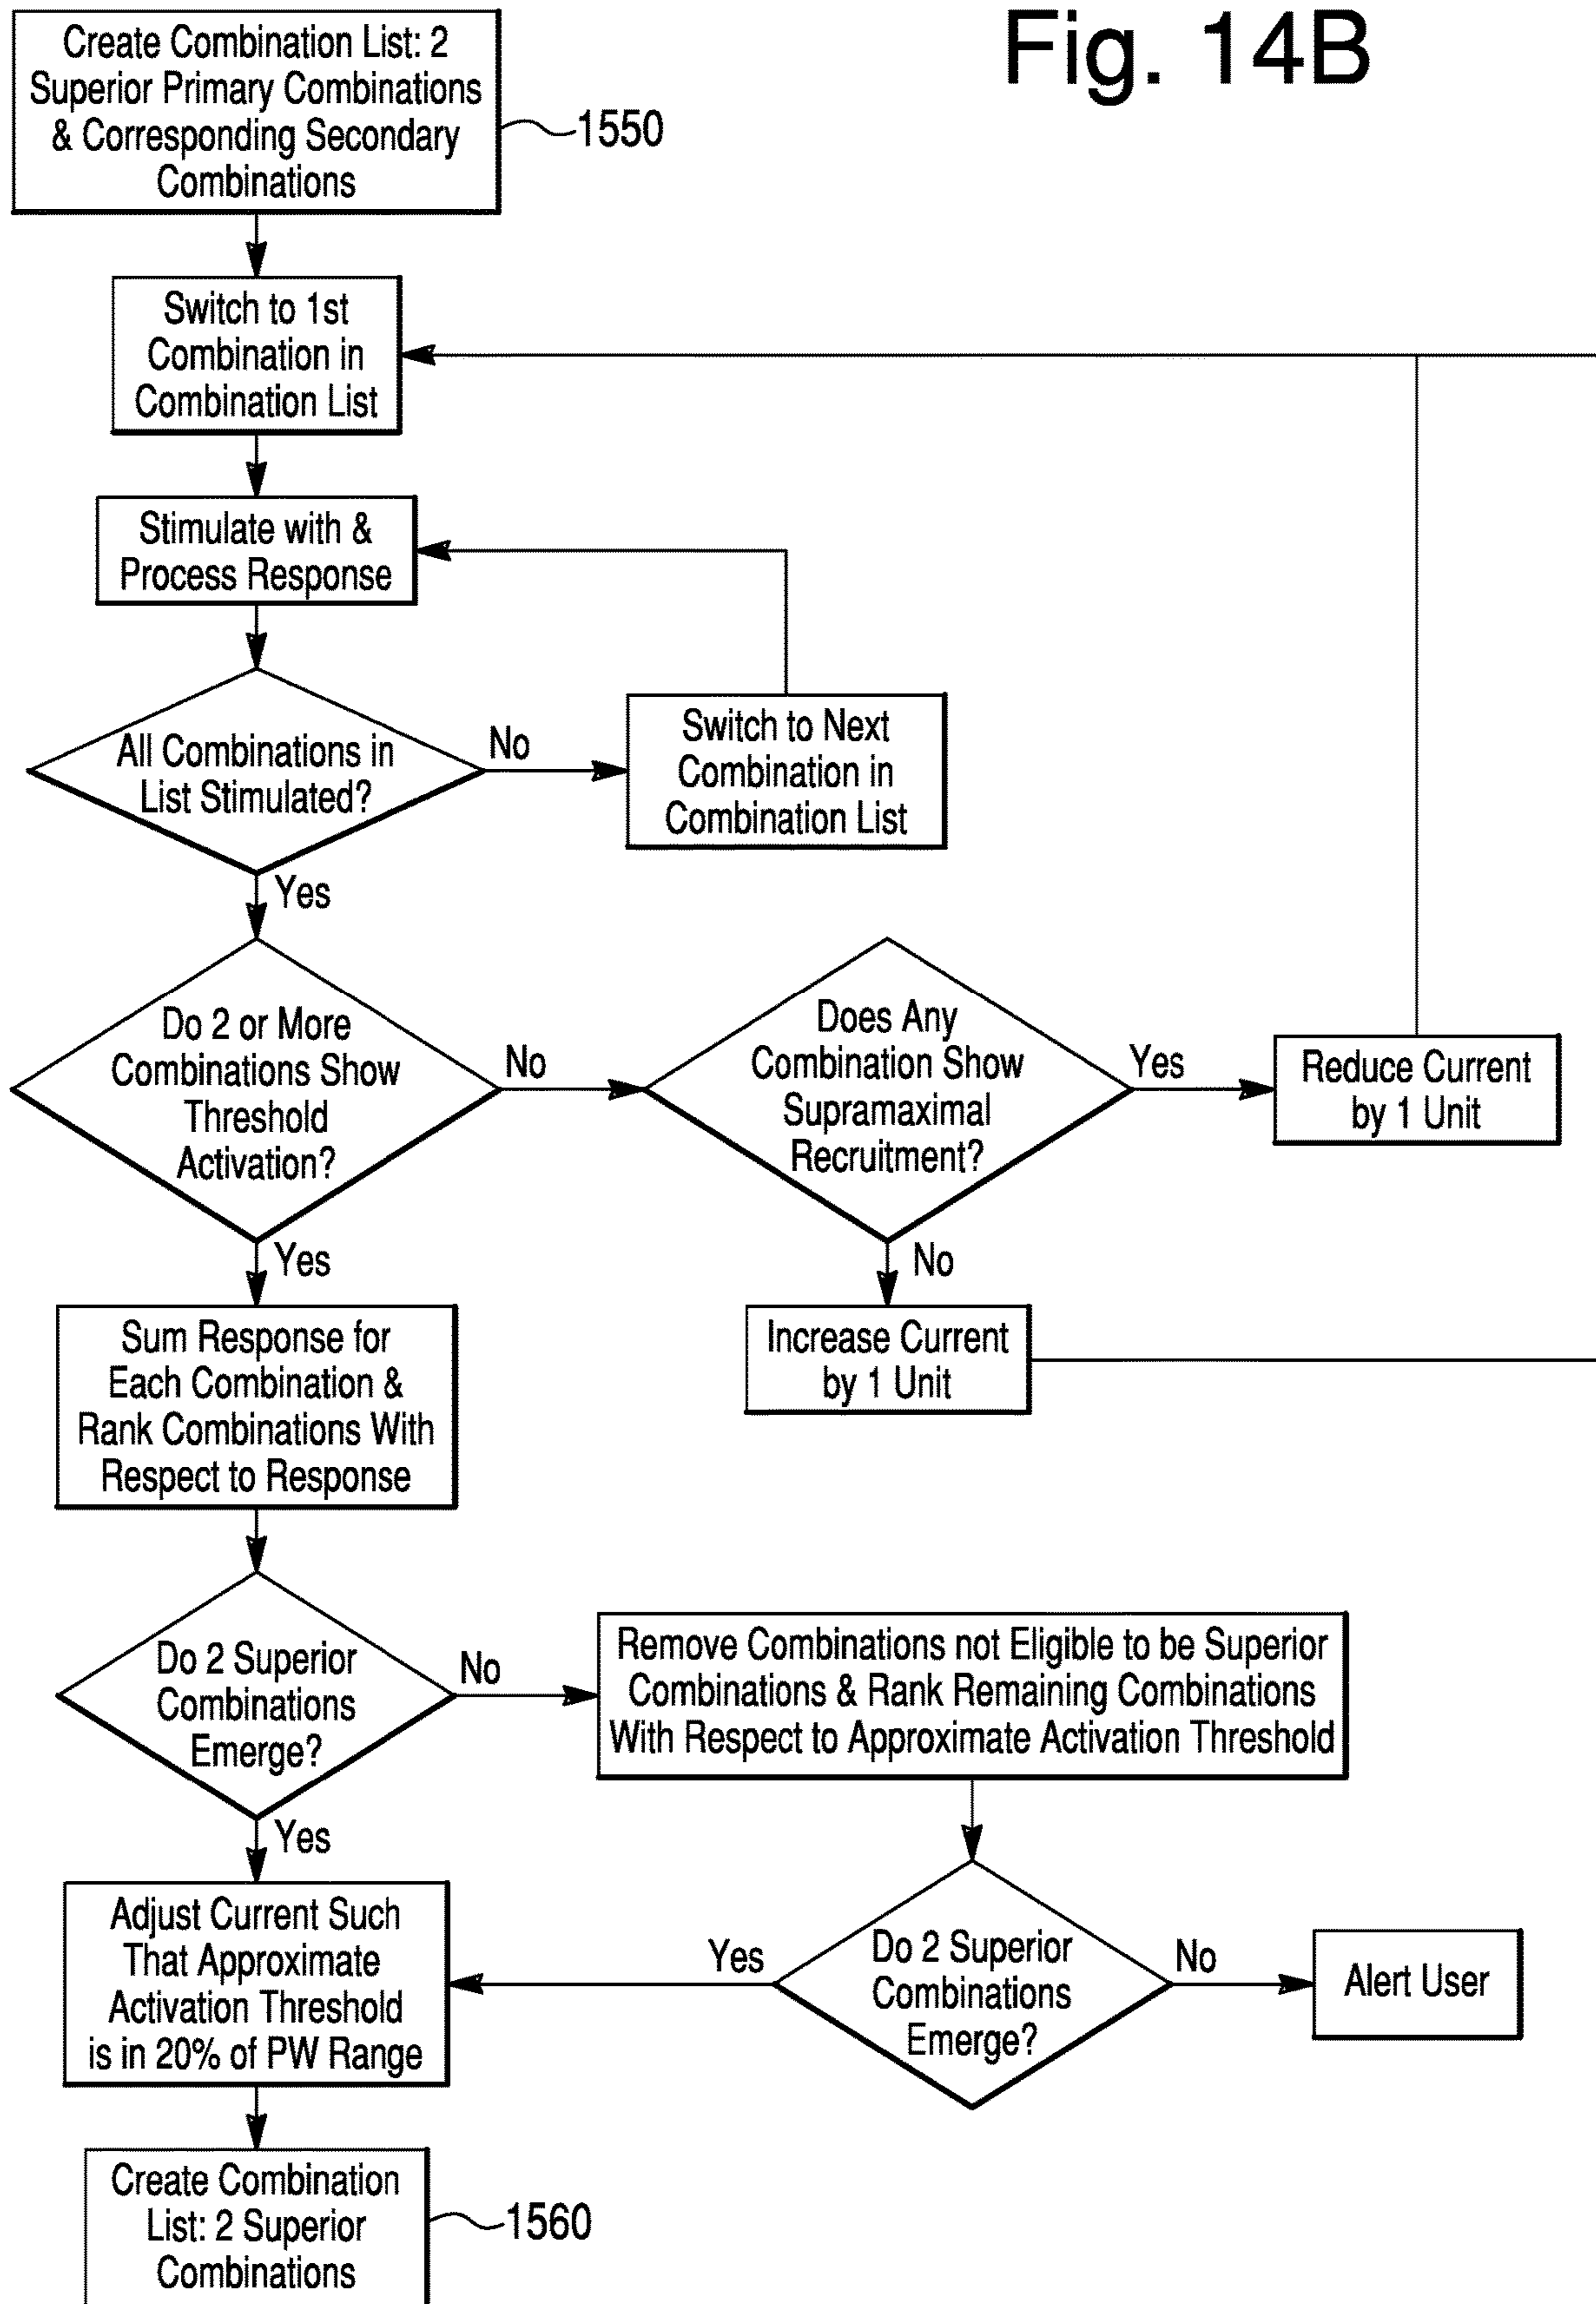 Fig. 14B
Create Combination List: 2
Superior Primary Combinations
& Corresponding Secondary
Combinations
1550
Switch to 1st
Combination in
Combination List
Stimulate with &
Process Response
All Combinations in
List Stimulated?
No
Switch to Next
Combination in
Combination List
Yes
Do 2 or More
Combinations Show
Threshold
Activation?
No
Does Any
Combination Show
Supramaximal
Recruitment?
Yes
Reduce Current
by 1 Unit
Yes
No
Increase Current
by 1 Unit
Sum Response for
Each Combination &
Rank Combinations With
Respect to Response
Do 2 Superior
Combinations
Emerge?
No
Remove Combinations not Eligible to be Superior
Combinations & Rank Remaining Combinations
With Respect to Approximate Activation Threshold
Yes
Adjust Current Such
That Approximate
Activation Threshold
is in 20% of PW Range
Yes
Do 2 Superior
Combinations
Emerge?
No
Alert User
Create Combination
List: 2 Superior
Combinations
1560